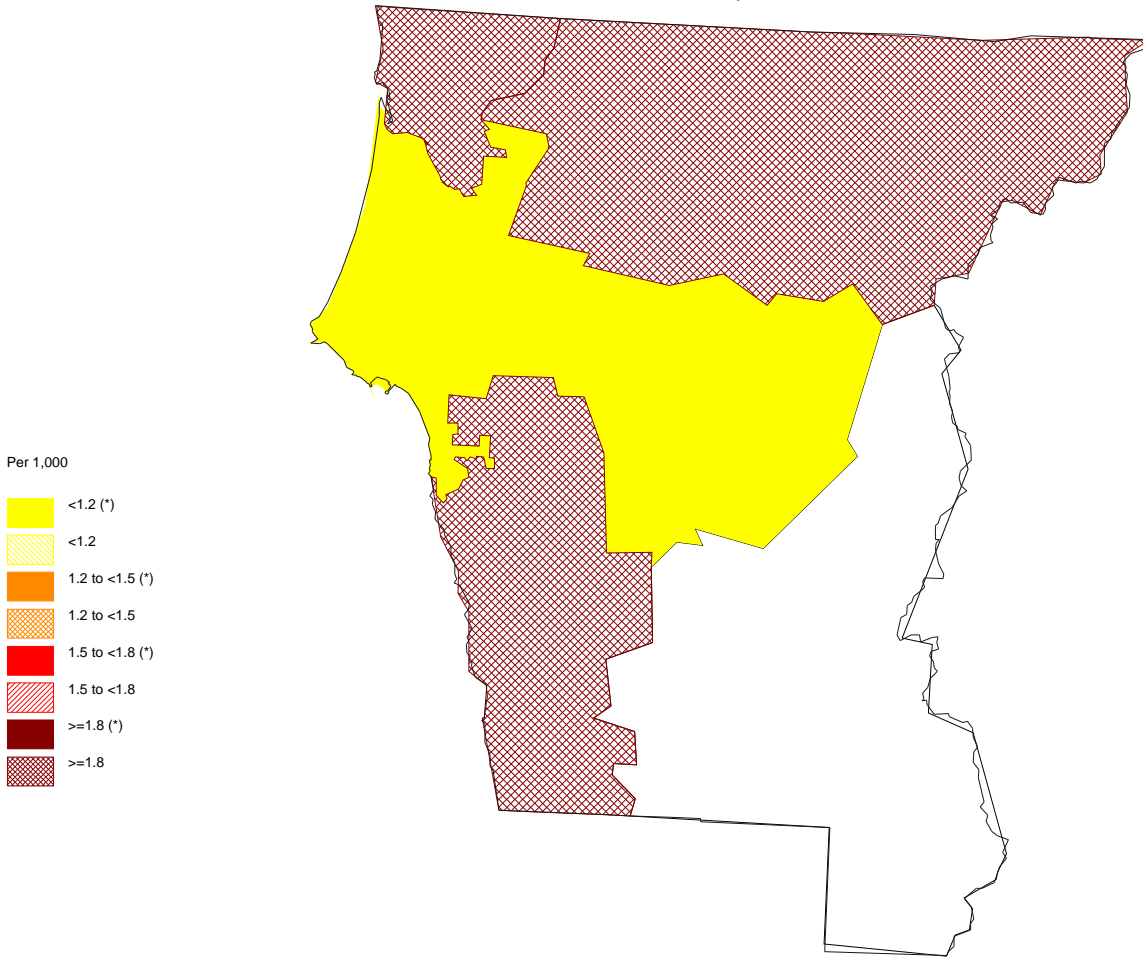 Per 1,000
<1.2 (*)
<1.2
1.2 to <1.5 (*)
1.2 to <1.5
1.5 to <1.8 (*)
1.5 to <1.8
>=1.8 (*)
>=1.8